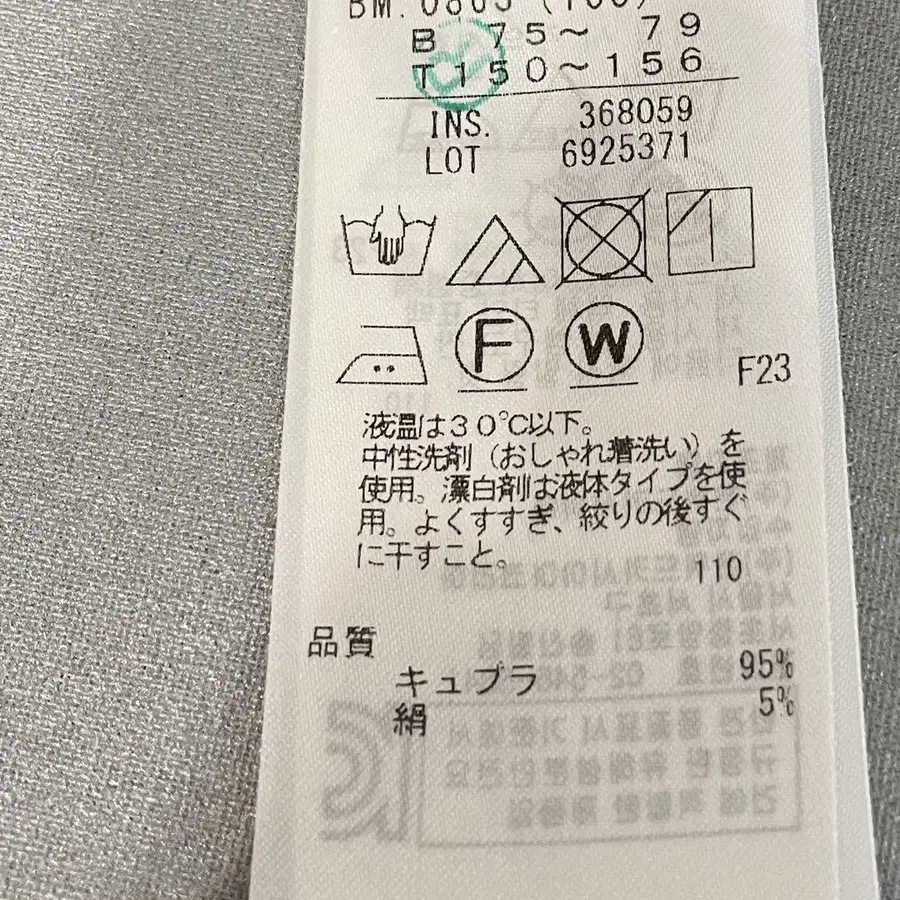 B 75～ 79
T150～156
INS. 368059
LOT 6925371
F
W
F23
液温は３０℃以下。
中性洗剤（おしゃれ着洗い）を
使用。漂白剤は液体タイプを使
用。よくすすぎ、絞りの後すぐ
に干すこと。
110
品質
キュプラ 95%
絹 5%